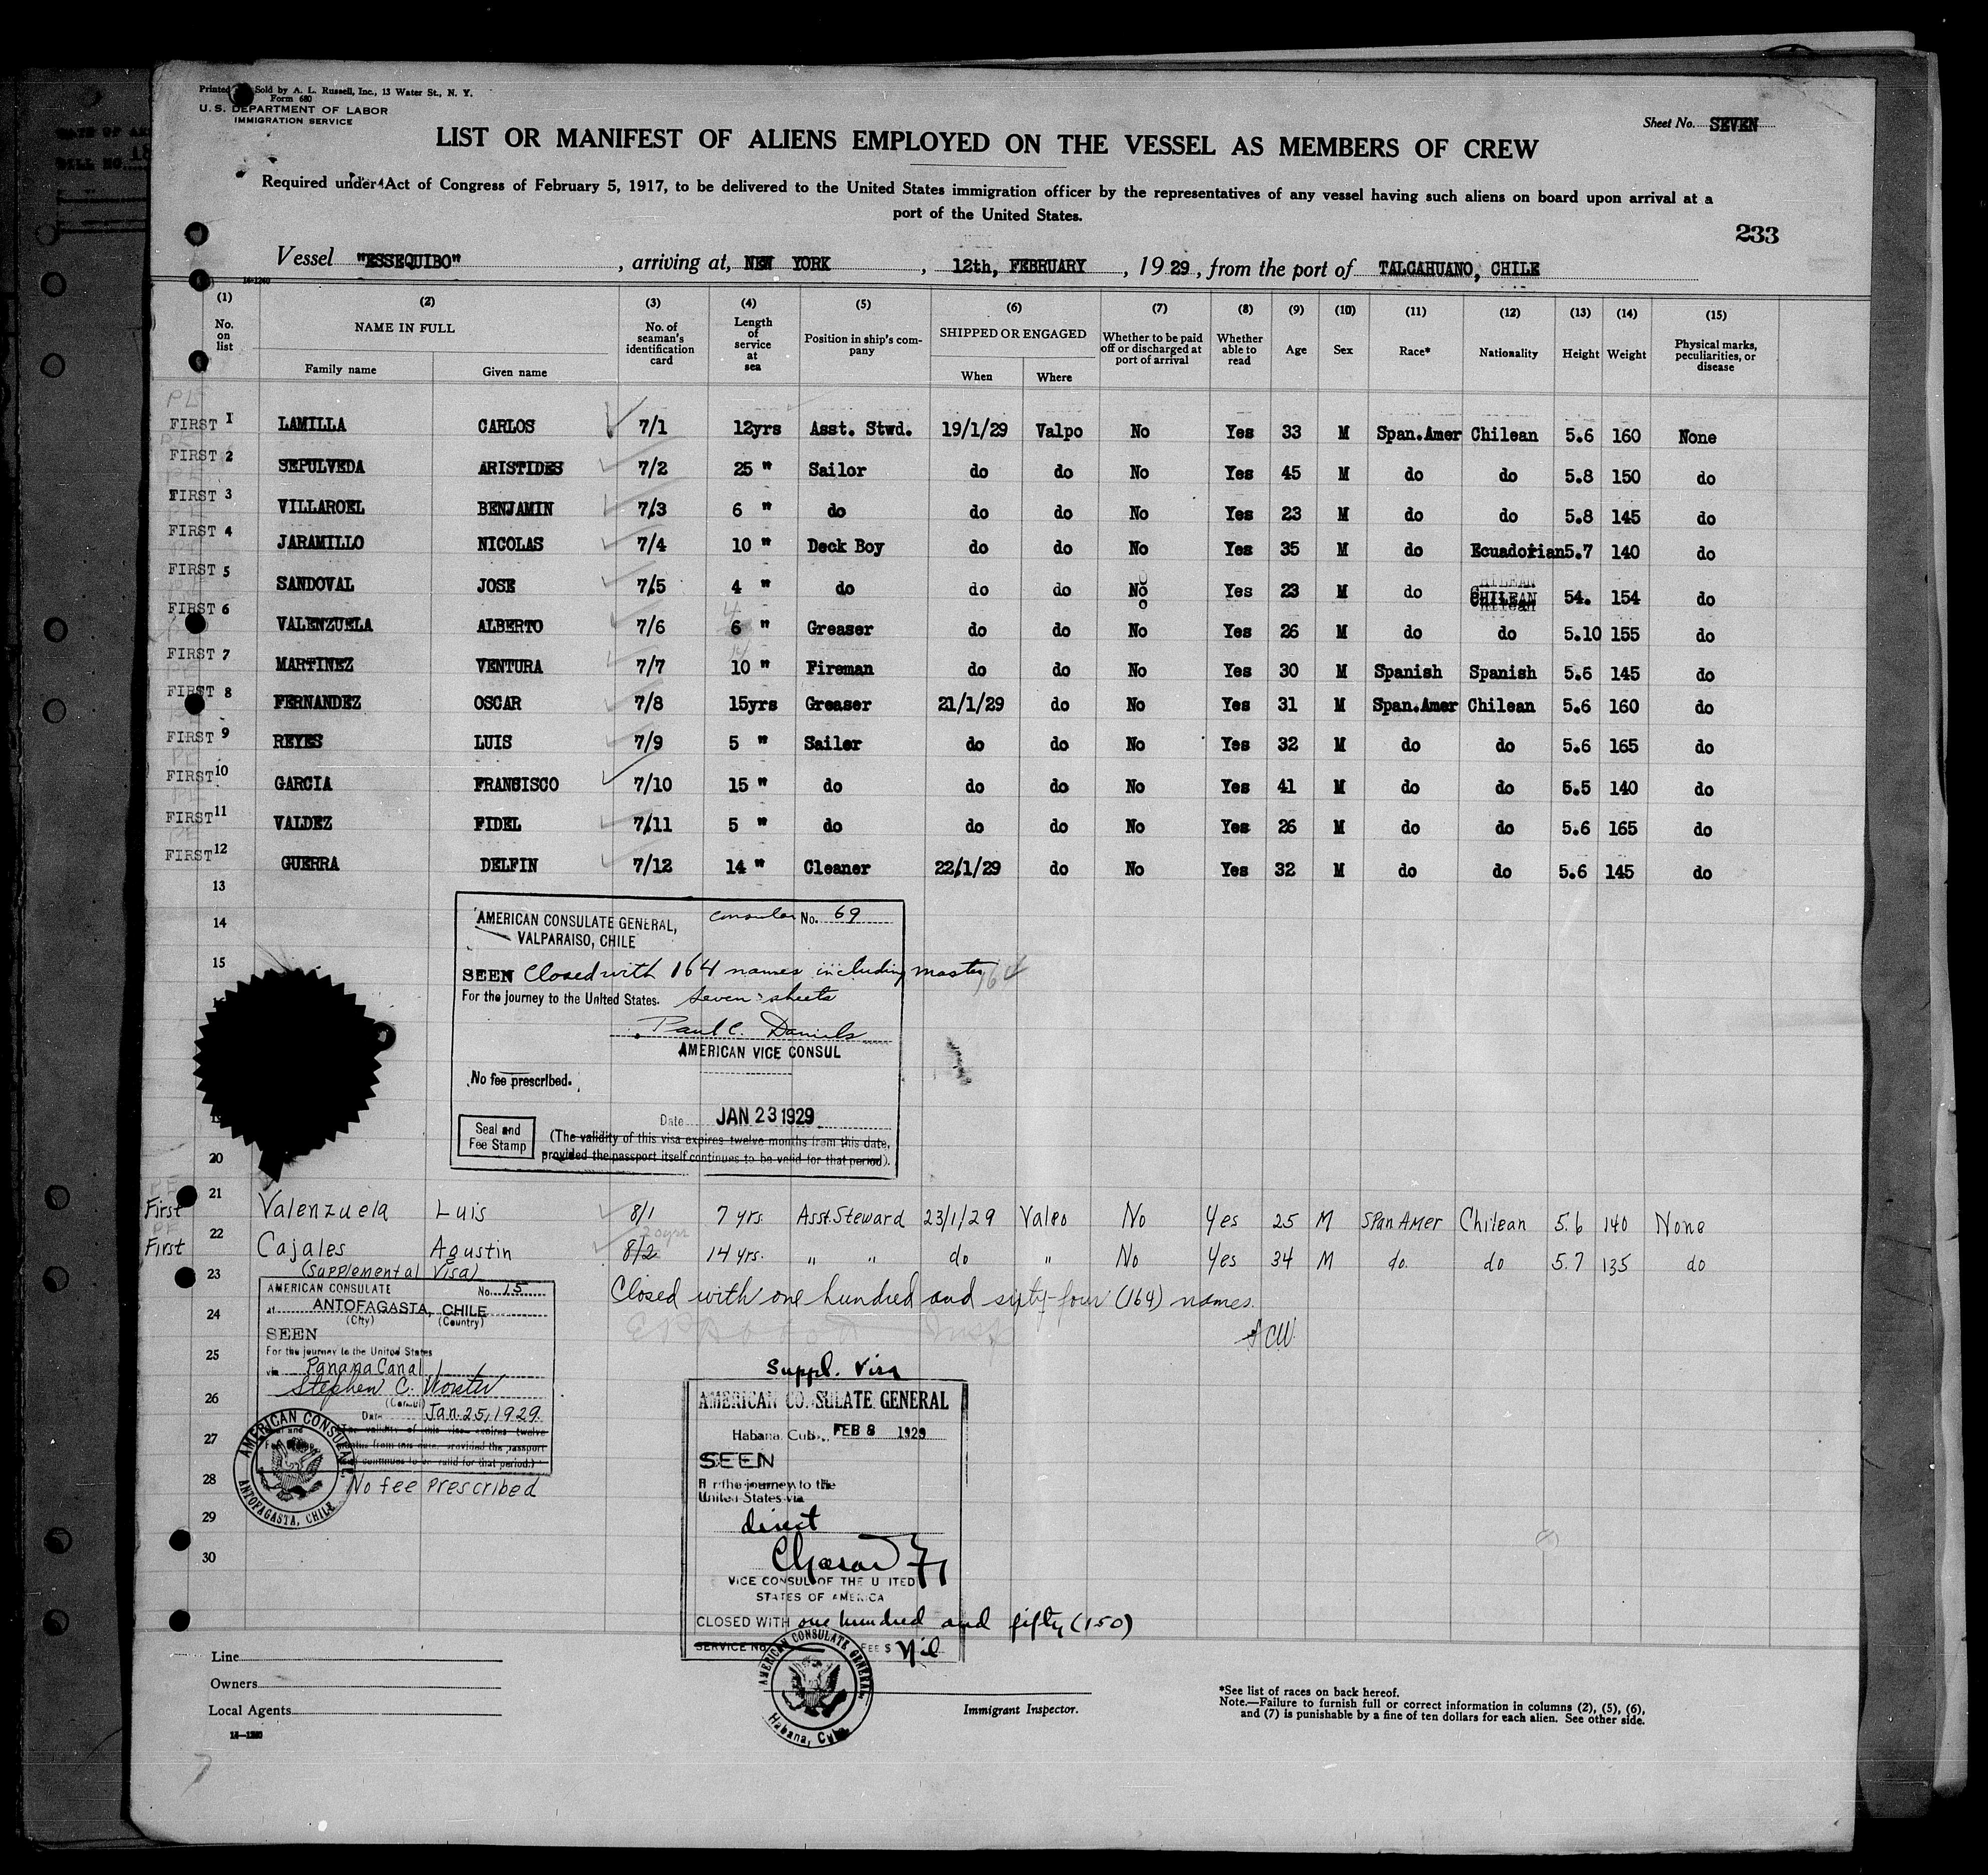 Printed Sold by A. L. Russell, Inc., 13 Water St., N. Y.
Form 680
U. S. DEPARTMENT OF LABOR
IMMIGRATION SERVICE
Sheet No. SEVEN
LIST OR MANIFEST OF ALIENS EMPLOYED ON THE VESSEL AS MEMBERS OF CREW
Required under Act of Congress of February 5, 1917, to be delivered to the United States immigration officer by the representatives of any vessel having such aliens on board upon arrival at a
port of the United States.
233
Vessel "ESSEQUIBO", arriving at, NEW YORK, 12th, FEBRUARY, 19 29, from the port of TALCAHUANO, CHILE
14-1240
(1) (2) (3) (4) (5) (6) (7) (8) (9) (10) (11) (12) (13) (14) (15)
No. on list NAME IN FULL Family name Given name No. of seaman's identification card Length of service at sea Position in ship's company SHIPPED OR ENGAGED When Where Whether to be paid off or discharged at port of arrival Whether able to read Age Sex Race* Nationality Height Weight Physical marks, peculiarities, or disease
FIRST 1 LAMILLA CARLOS 7/1 12yrs Asst. Stwd. 19/1/29 Valpo No Yes 33 M Span.Amer Chilean 5.6 160 None
FIRST 2 SEPULVEDA ARISTIDES 7/2 25 " Sailor do do No Yes 45 M do do 5.8 150 do
FIRST 3 VILLAROEL BENJAMIN 7/3 6 " do do do No Yes 23 M do do 5.8 145 do
FIRST 4 JARAMILLO NICOLAS 7/4 10 " Deck Boy do do No Yes 35 M do Ecuadorian 5.7 140 do
FIRST 5 SANDOVAL JOSE 7/5 4 " do do do No Yes 23 M do CHILEAN 54. 154 do
FIRST 6 VALENZUELA ALBERTO 7/6 6 " Greaser do do No Yes 26 M do do 5.10 155 do
FIRST 7 MARTINEZ VENTURA 7/7 10 " Fireman do do No Yes 30 M Spanish Spanish 5.6 145 do
FIRST 8 FERNANDEZ OSCAR 7/8 15yrs Greaser 21/1/29 do No Yes 31 M Span.Amer Chilean 5.6 160 do
FIRST 9 REYES LUIS 7/9 5 " Sailer do do No Yes 32 M do do 5.6 165 do
FIRST 10 GARCIA FRANSISCO 7/10 15 " do do do No Yes 41 M do do 5.5 140 do
FIRST 11 VALDEZ FIDEL 7/11 5 " do do do No Yes 26 M do do 5.6 165 do
FIRST 12 GUERRA DELFIN 7/12 14 " Cleaner 22/1/29 do No Yes 32 M do do 5.6 145 do
13
14
15
AMERICAN CONSULATE GENERAL, Consular No. 69
VALPARAISO, CHILE
SEEN Closed with 164 names including master 164
For the journey to the United States. Seven sheets
Paul C. Daniels
AMERICAN VICE CONSUL
No fee prescribed.
Date JAN 23 1929
Seal and Fee Stamp
(The validity of this visa expires twelve months from this date,
provided the passport itself continues to be valid for that period).
20
First 21 Valenzuela Luis 8/1 7 yrs. Asst. Steward 23/1/29 Valpo No Yes 25 M Span Amer Chilean 5.6 140 None
First 22 Cajales Agustin 8/2 14 yrs. " " do " No Yes 34 M do. do 5.7 135 do
23
(Supplemental Visa)
AMERICAN CONSULATE No. 15
at ANTOFAGASTA, CHILE
(City) (Country)
SEEN
For the journey to the United States
via Panama Canal
Stephen C. Worster
(Consul)
Date Jan. 25, 1929.
AMERICAN CONSULATE, ANTOFAGASTA, CHILE
No fee prescribed
Closed with one hundred and sixty-four (164) names.
SCW.
24
25
26
27
28
29
30
Suppl. Visa
AMERICAN CONSULATE GENERAL
Habana, Cuba, FEB 8 1929
SEEN
For the journey to the
United States via
direct
VICE CONSUL OF THE UNITED
STATES OF AMERICA
CLOSED WITH one hundred and fifty (150)
SERVICE No. FEE $ Nil
AMERICAN CONSULATE GENERAL Habana, Cuba
Line
Owners
Local Agents
14-1240
Immigrant Inspector.
*See list of races on back hereof.
Note.—Failure to furnish full or correct information in columns (2), (5), (6),
and (7) is punishable by a fine of ten dollars for each alien. See other side.
7